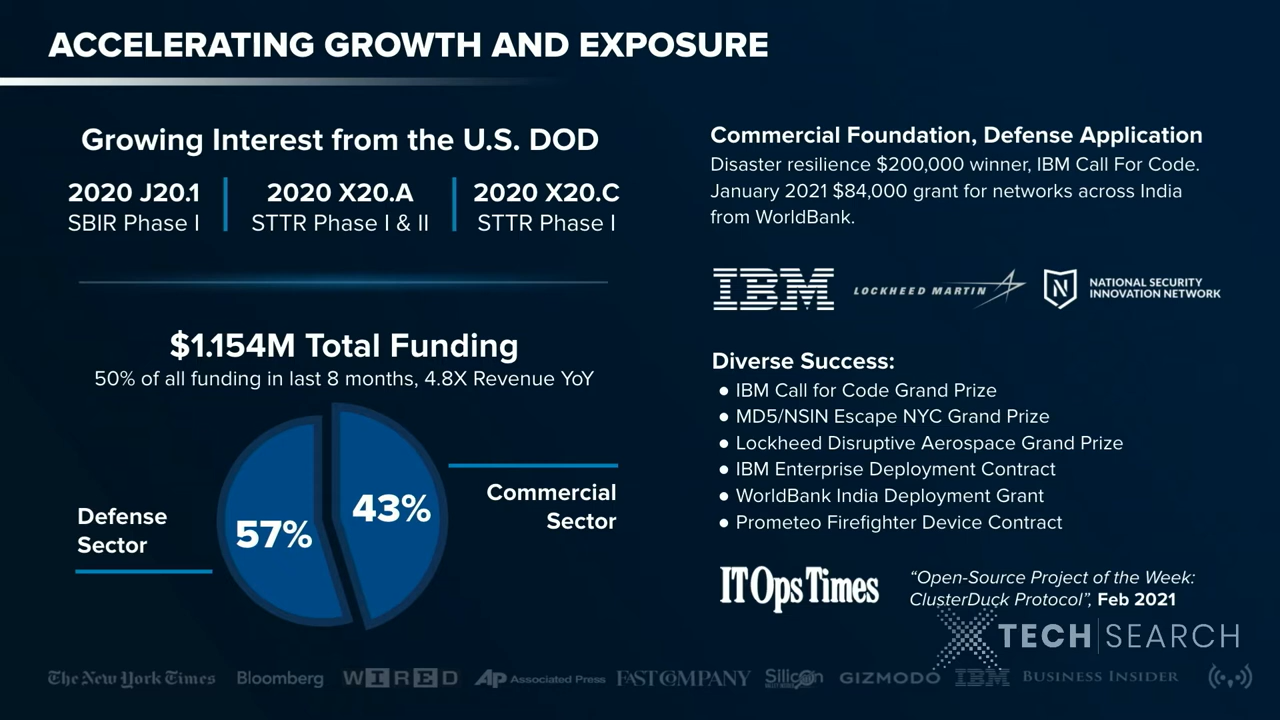 ACCELERATING GROWTH AND EXPOSURE
Growing Interest from the U.S. DOD
2020 J20.1
SBIR Phase I
2020 X20.A
STTR Phase I & II
2020 X20.C
STTR Phase I
$1.154M Total Funding
50% of all funding in last 8 months, 4.8X Revenue YoY
Defense
Sector
57%
43%
Commercial
Sector
Commercial Foundation, Defense Application
Disaster resilience $200,000 winner, IBM Call For Code.
January 2021 $84,000 grant for networks across India
from WorldBank.
IBM
LOCKHEED MARTIN
N
NATIONAL SECURITY
INNOVATION NETWORK
Diverse Success:
● IBM Call for Code Grand Prize
● MD5/NSIN Escape NYC Grand Prize
● Lockheed Disruptive Aerospace Grand Prize
● IBM Enterprise Deployment Contract
● WorldBank India Deployment Grant
● Prometeo Firefighter Device Contract
IT Ops Times
“Open-Source Project of the Week:
ClusterDuck Protocol”, Feb 2021
X TECH|SEARCH
The New York Times Bloomberg WIRED AP Associated Press FAST COMPANY Silicon GIZMODO IBM BUSINESS INSIDER